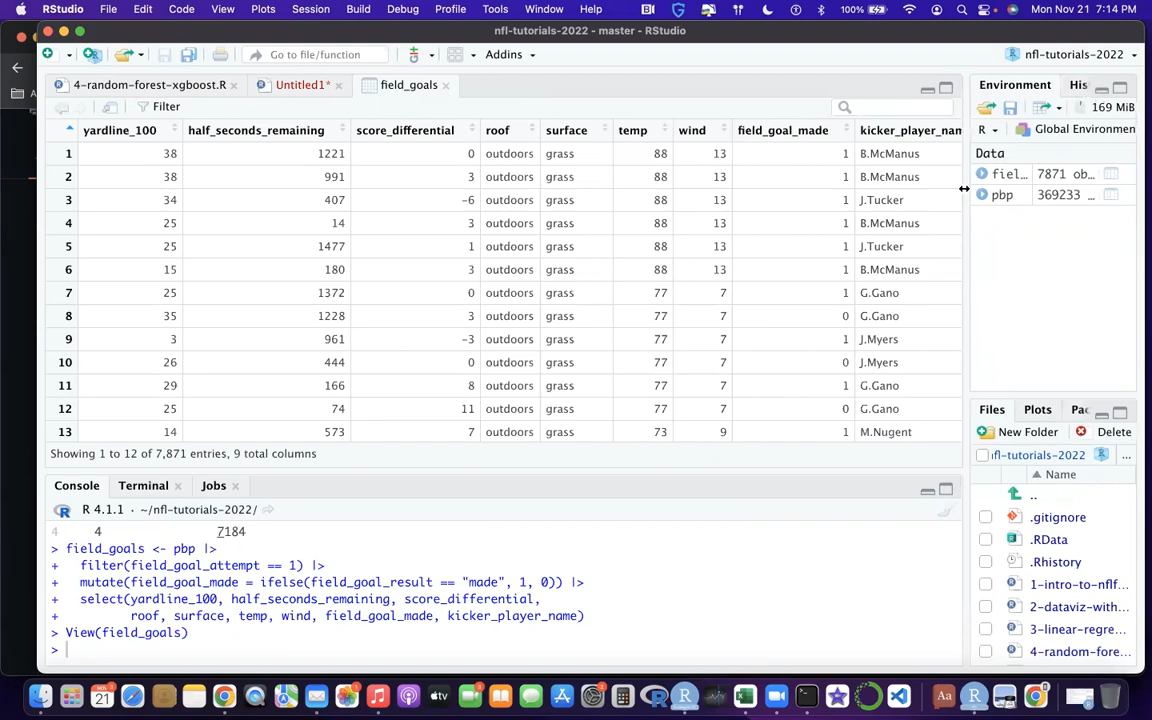 RStudio File Edit Code View Plots Session Build Debug Profile Tools Window Help 100% Mon Nov 21 7:14 PM
nfl-tutorials-2022 - master - RStudio
Go to file/function Addins nfl-tutorials-2022
4-random-forest-xgboost.R Untitled1* field_goals Environment His
Filter 169 MiB
R Global Environmen
yardline_100 half_seconds_remaining score_differential roof surface temp wind field_goal_made kicker_player_nam
Data
1 38 1221 0 outdoors grass 88 13 1 B.McManus
fiel... 7871 ob...
2 38 991 3 outdoors grass 88 13 1 B.McManus
pbp 369233 ...
3 34 407 -6 outdoors grass 88 13 1 J.Tucker
4 25 14 3 outdoors grass 88 13 1 B.McManus
5 25 1477 1 outdoors grass 88 13 1 J.Tucker
6 15 180 3 outdoors grass 88 13 1 B.McManus
7 25 1372 0 outdoors grass 77 7 1 G.Gano
8 35 1228 3 outdoors grass 77 7 0 G.Gano
9 3 961 -3 outdoors grass 77 7 1 J.Myers
10 26 444 0 outdoors grass 77 7 0 J.Myers
11 29 166 8 outdoors grass 77 7 1 G.Gano
12 25 74 11 outdoors grass 77 7 0 G.Gano
13 14 573 7 outdoors grass 73 9 1 M.Nugent
Showing 1 to 12 of 7,871 entries, 9 total columns
Files Plots Pac
New Folder Delete
nfl-tutorials-2022 ...
Name
..
.gitignore
.RData
.Rhistory
1-intro-to-nflf...
2-dataviz-with...
3-linear-regre...
4-random-fore...
Console Terminal Jobs
R 4.1.1 · ~/nfl-tutorials-2022/
4 4 7184
> field_goals <- pbp |>
+ filter(field_goal_attempt == 1) |>
+ mutate(field_goal_made = ifelse(field_goal_result == "made", 1, 0)) |>
+ select(yardline_100, half_seconds_remaining, score_differential,
+ roof, surface, temp, wind, field_goal_made, kicker_player_name)
> View(field_goals)
>